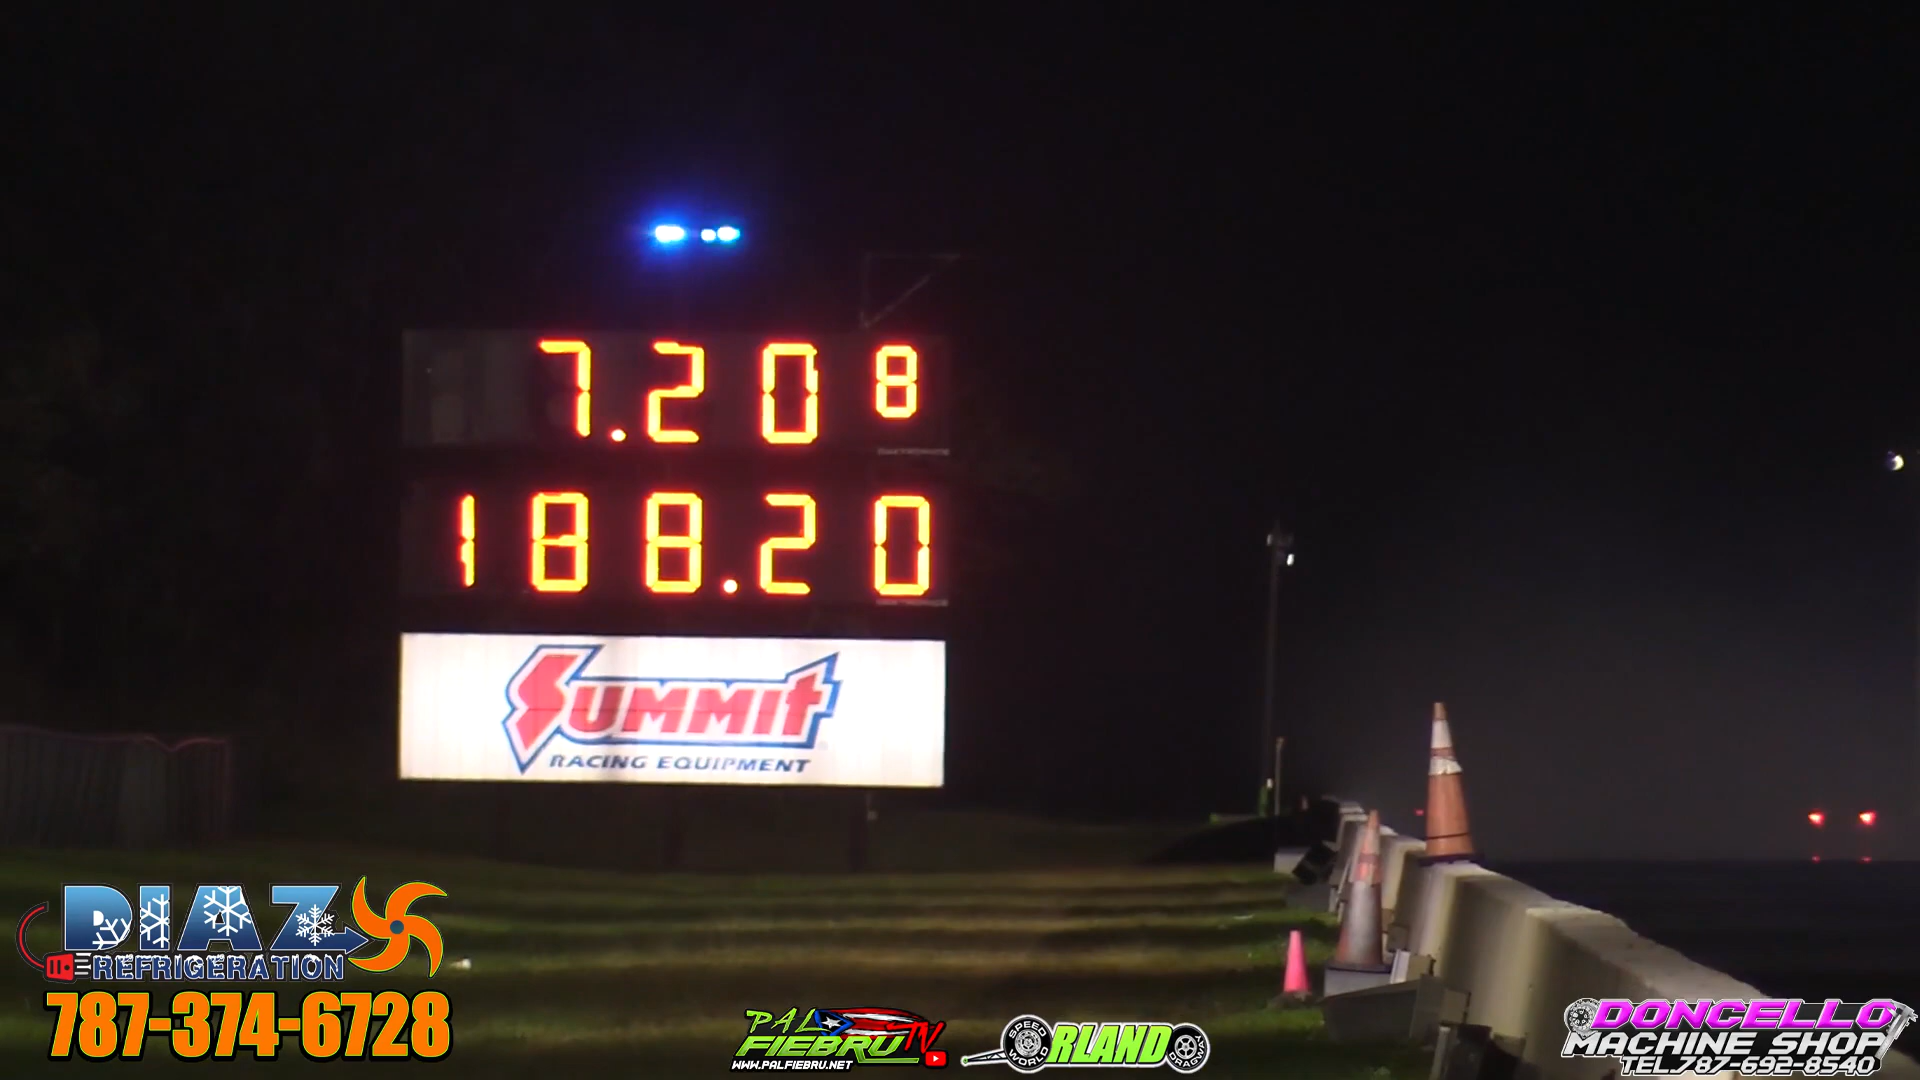 7.208
188.20
SUMMIT
RACING EQUIPMENT
DIAZ
REFRIGERATION
787-374-6728
PAL
FIEBRU TV
WWW.PALFIEBRU.NET
SPEED WORLD
ORLANDO
DRAGWAY
DONCELLO
MACHINE SHOP
TEL.787-692-8540